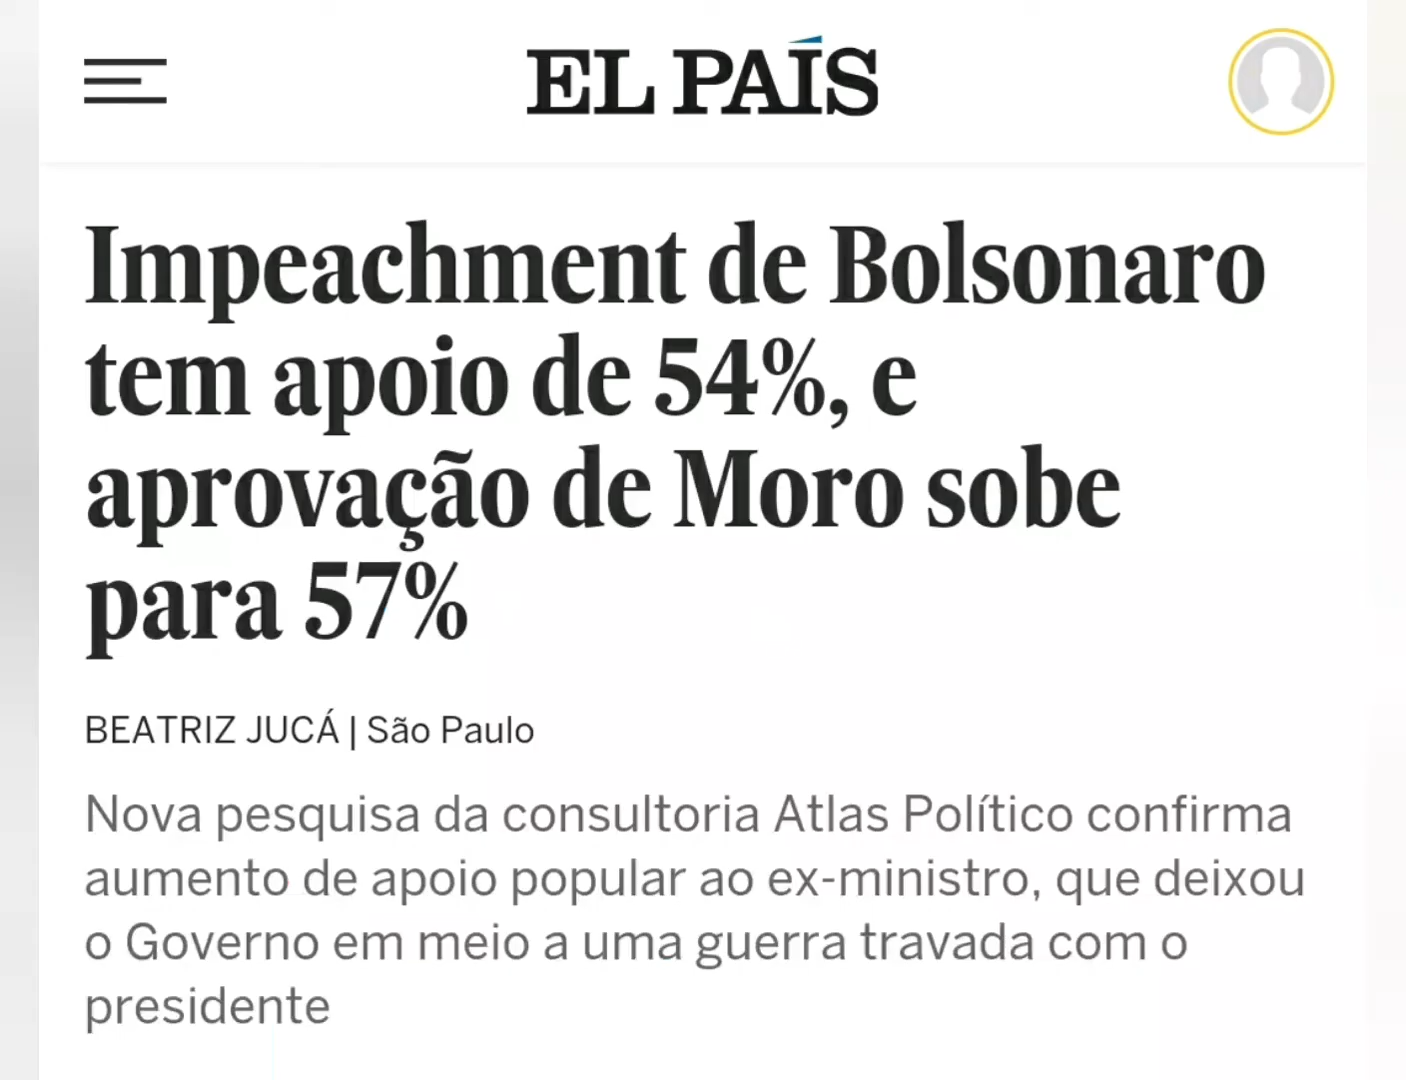 EL PAÍS
Impeachment de Bolsonaro
tem apoio de 54%, e
aprovação de Moro sobe
para 57%
BEATRIZ JUCÁ | São Paulo
Nova pesquisa da consultoria Atlas Político confirma
aumento de apoio popular ao ex-ministro, que deixou
o Governo em meio a uma guerra travada com o
presidente